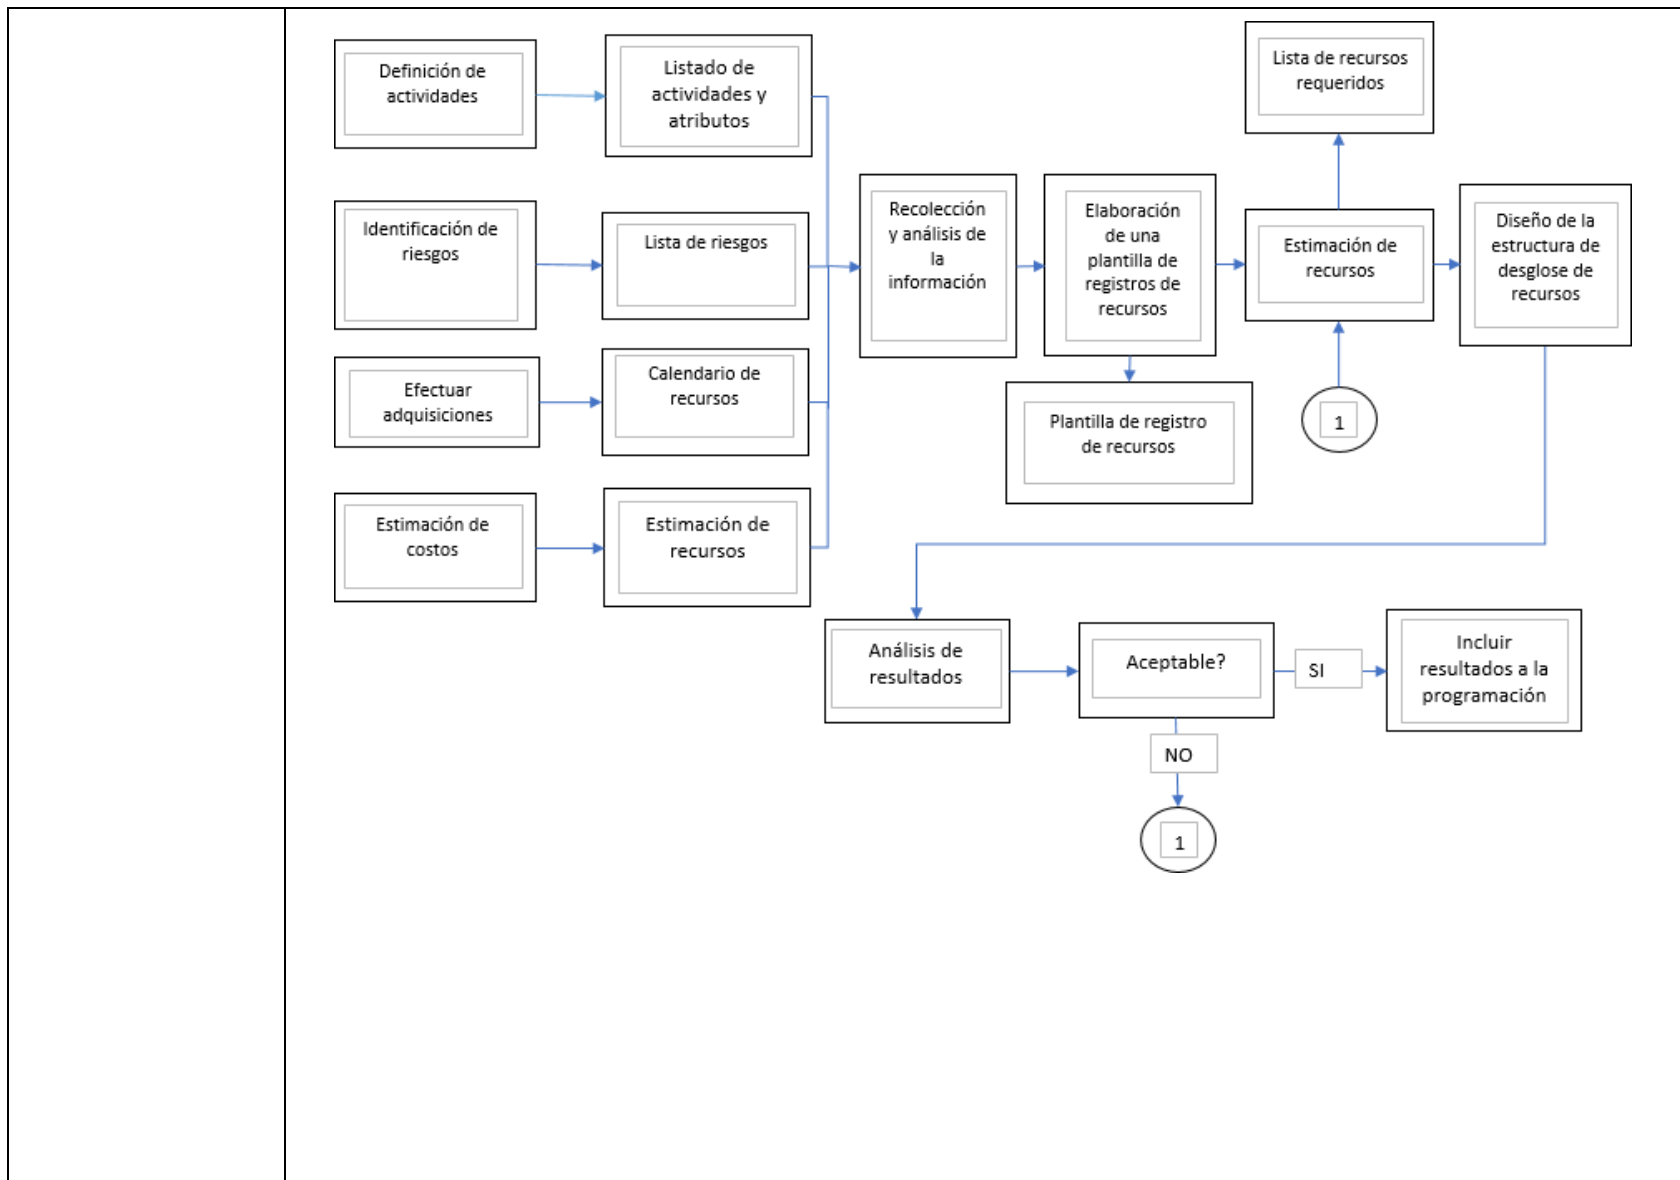 Definición de
actividades
Listado de
actividades y
atributos
Lista de recursos
requeridos
Identificación de
riesgos
Lista de riesgos
Recolección
y análisis de
la
información
Elaboración
de una
plantilla de
registros de
recursos
Estimación de
recursos
Diseño de la
estructura de
desglose de
recursos
Efectuar
adquisiciones
Calendario de
recursos
Plantilla de registro
de recursos
1
Estimación de
costos
Estimación de
recursos
Análisis de
resultados
Aceptable?
SI
Incluir
resultados a la
programación
NO
1